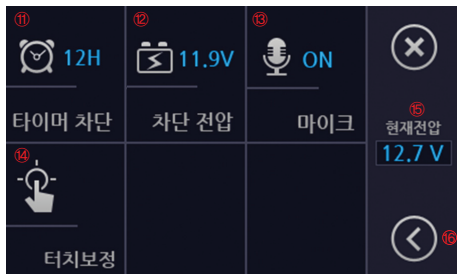 ⑪ ⑫ ⑬
12H 11.9V ON
타이머 차단 차단 전압 마이크
⑮
현재전압
12.7 V
⑭
터치보정
⑯